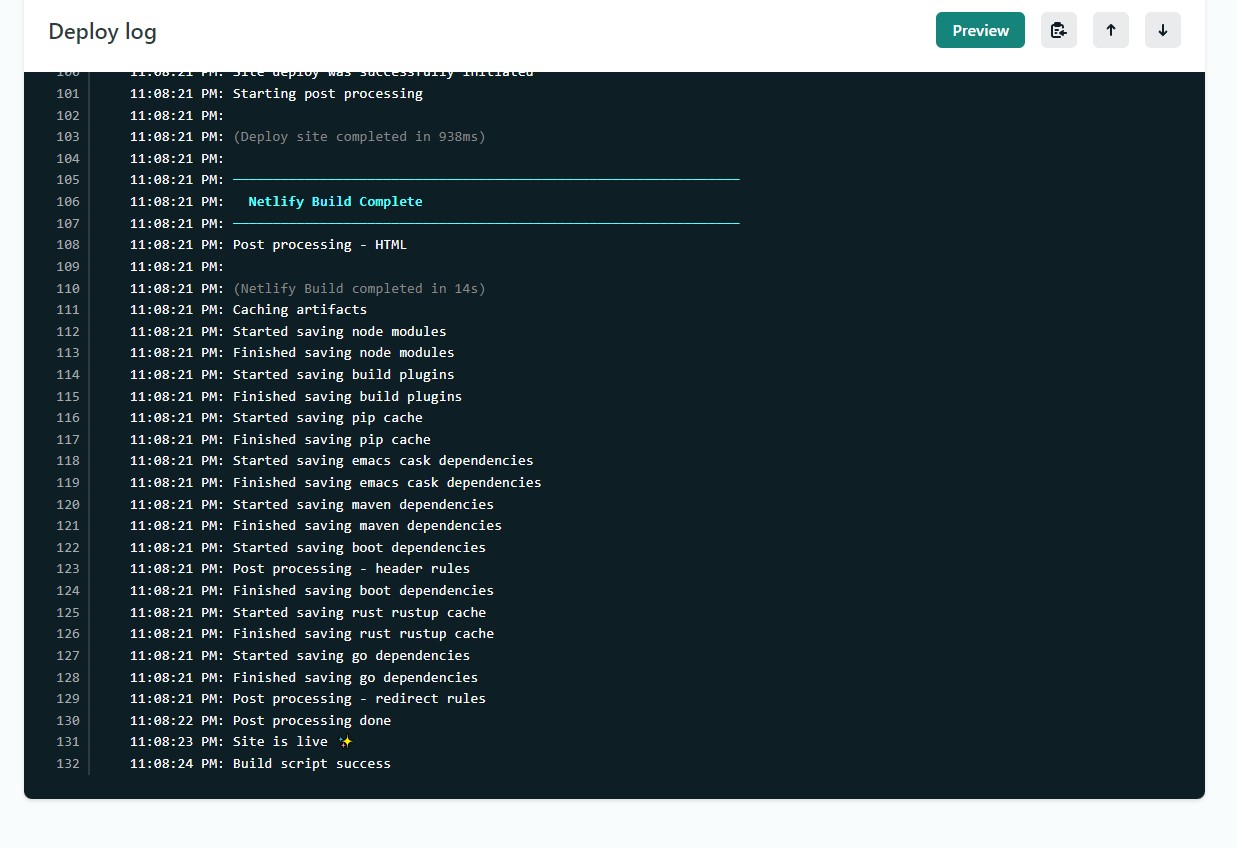 Deploy log
Preview
100 11:08:21 PM: Site deploy was successfully initiated
101 11:08:21 PM: Starting post processing
102 11:08:21 PM:
103 11:08:21 PM: (Deploy site completed in 938ms)
104 11:08:21 PM:
105 11:08:21 PM: ────────────────────────────────────────────────────────────────
106 11:08:21 PM:   Netlify Build Complete
107 11:08:21 PM: ────────────────────────────────────────────────────────────────
108 11:08:21 PM: Post processing - HTML
109 11:08:21 PM:
110 11:08:21 PM: (Netlify Build completed in 14s)
111 11:08:21 PM: Caching artifacts
112 11:08:21 PM: Started saving node modules
113 11:08:21 PM: Finished saving node modules
114 11:08:21 PM: Started saving build plugins
115 11:08:21 PM: Finished saving build plugins
116 11:08:21 PM: Started saving pip cache
117 11:08:21 PM: Finished saving pip cache
118 11:08:21 PM: Started saving emacs cask dependencies
119 11:08:21 PM: Finished saving emacs cask dependencies
120 11:08:21 PM: Started saving maven dependencies
121 11:08:21 PM: Finished saving maven dependencies
122 11:08:21 PM: Started saving boot dependencies
123 11:08:21 PM: Post processing - header rules
124 11:08:21 PM: Finished saving boot dependencies
125 11:08:21 PM: Started saving rust rustup cache
126 11:08:21 PM: Finished saving rust rustup cache
127 11:08:21 PM: Started saving go dependencies
128 11:08:21 PM: Finished saving go dependencies
129 11:08:21 PM: Post processing - redirect rules
130 11:08:22 PM: Post processing done
131 11:08:23 PM: Site is live ✨
132 11:08:24 PM: Build script success